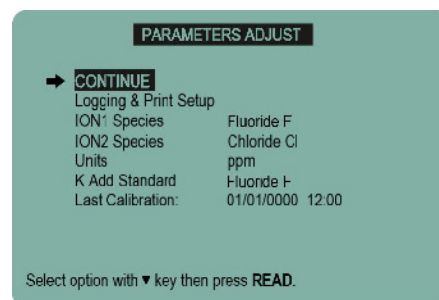 PARAMETERS ADJUST
➔ CONTINUE
Logging & Print Setup
ION1 Species Fluoride F
ION2 Species Chloride Cl
Units ppm
K Add Standard Fluoride F
Last Calibration: 01/01/0000 12:00
Select option with ▼ key then press READ.